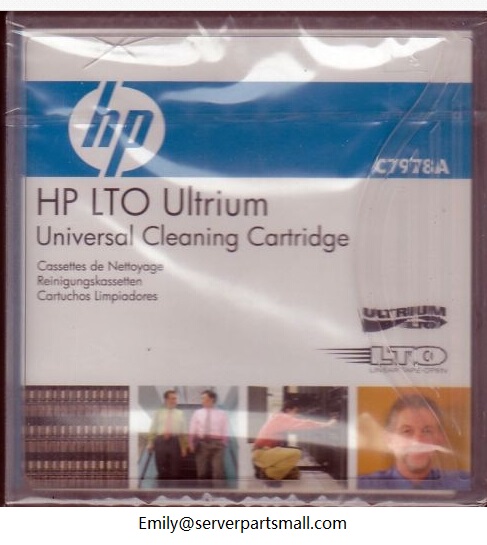 hp
C7978A
HP LTO Ultrium
Universal Cleaning Cartridge
Cassettes de Nettoyage
Reinigungskassetten
Cartuchos Limpiadores
ULTRIUM
LTO
LTO
LINEAR TAPE-OPEN
Emily@serverpartsmall.com